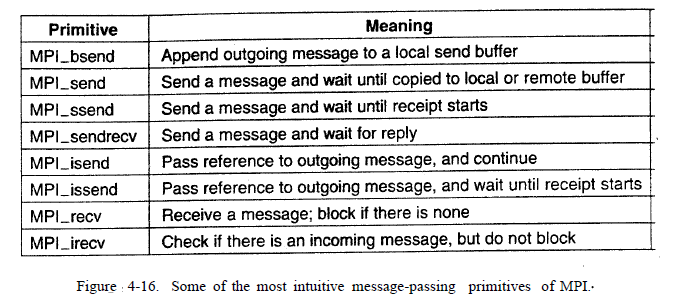 Primitive Meaning
MPI_bsend Append outgoing message to a local send buffer
MPI_send Send a message and wait until copied to local or remote buffer
MPI_ssend Send a message and wait until receipt starts
MPI_sendrecv Send a message and wait for reply
MPI_isend Pass reference to outgoing message, and continue
MPI_issend Pass reference to outgoing message, and wait until receipt starts
MPI_recv Receive a message; block if there is none
MPI_irecv Check if there is an incoming message, but do not block
Figure 4-16. Some of the most intuitive message-passing primitives of MPI.